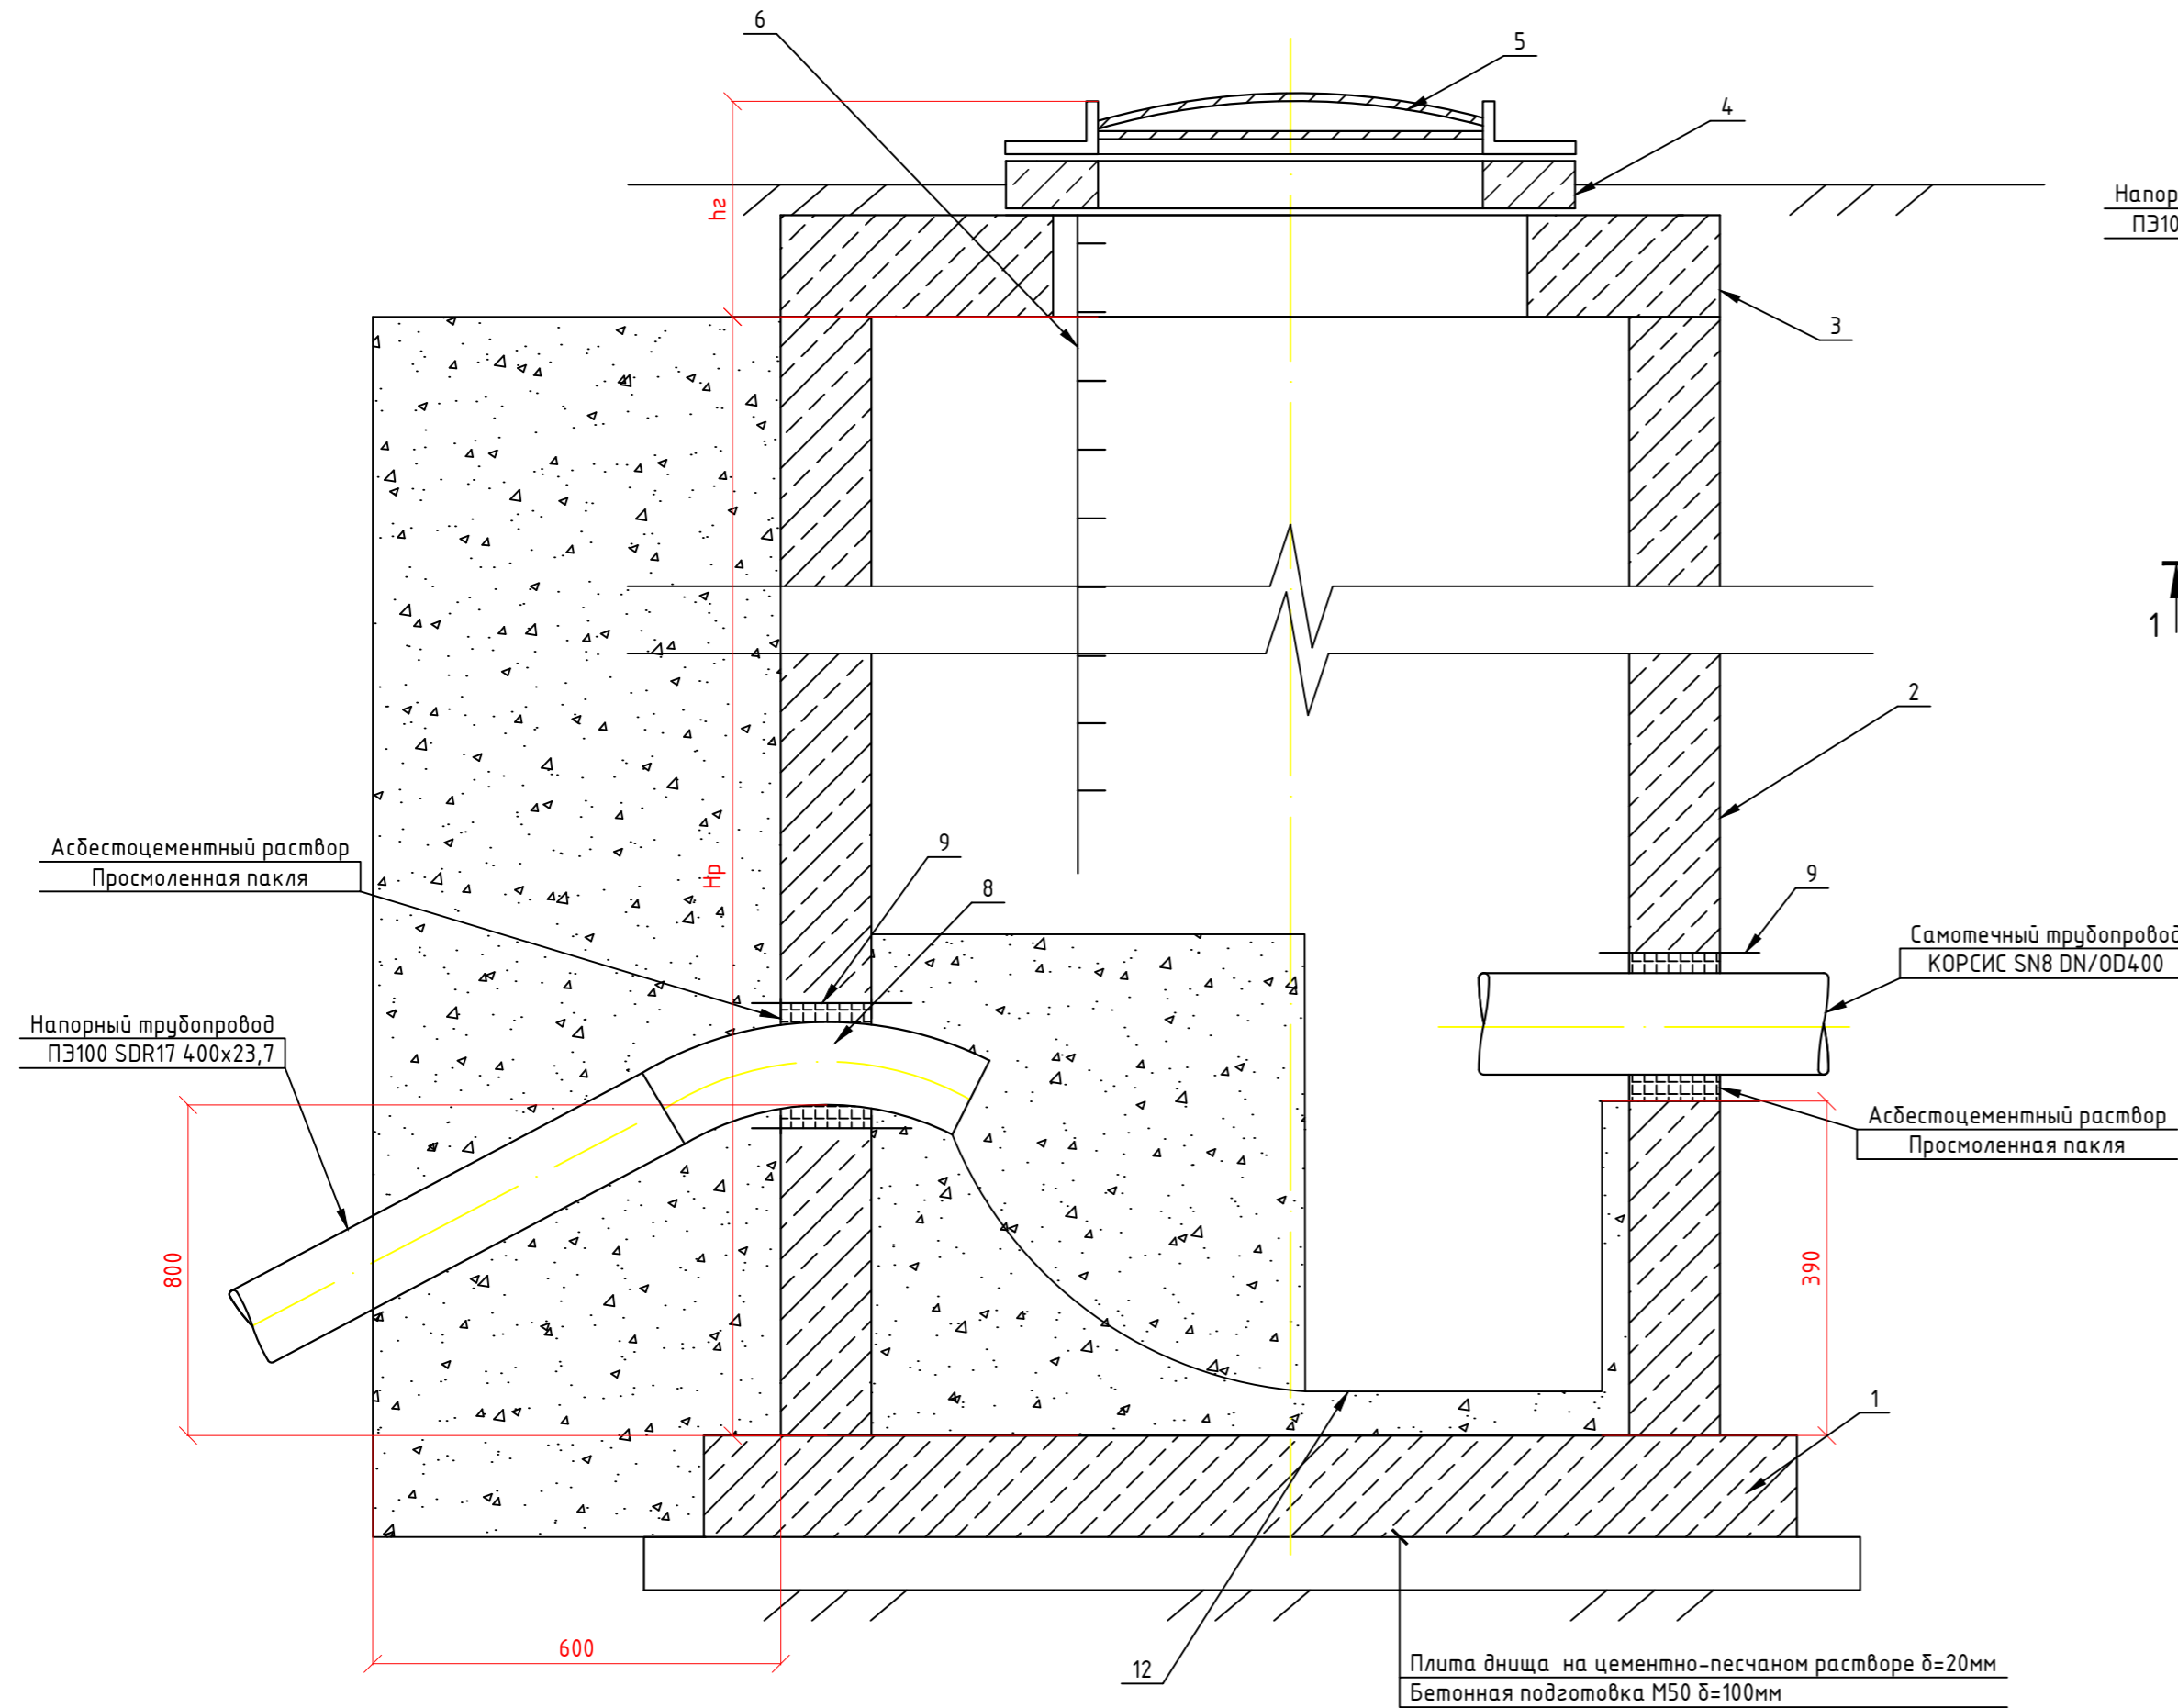 6
5
4
Напор
ПЭ10
hг
3
1
2
Асбестоцементный раствор
Просмоленная пакля
9
Нр
8
9
Самотечный трубопровод
КОРСИС SN8 DN/OD400
Напорный трубопровод
ПЭ100 SDR17 400х23,7
Асбестоцементный раствор
Просмоленная пакля
800
390
1
600
12
Плита днища на цементно-песчаном растворе δ=20мм
Бетонная подготовка М50 δ=100мм